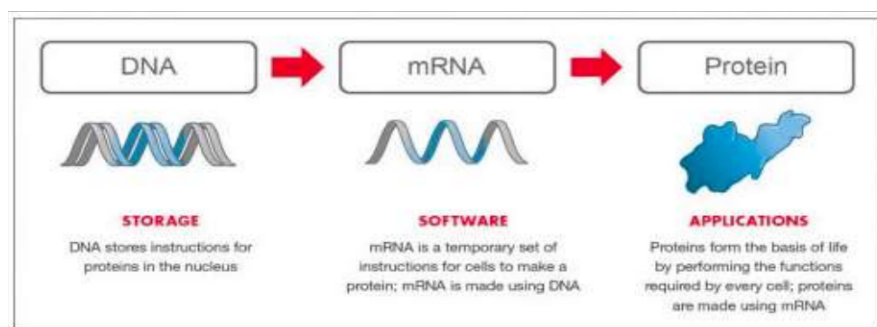 DNA
mRNA
Protein
STORAGE
DNA stores instructions for
proteins in the nucleus
SOFTWARE
mRNA is a temporary set of
instructions for cells to make a
protein; mRNA is made using DNA
APPLICATIONS
Proteins form the basis of life
by performing the functions
required by every cell; proteins
are made using mRNA